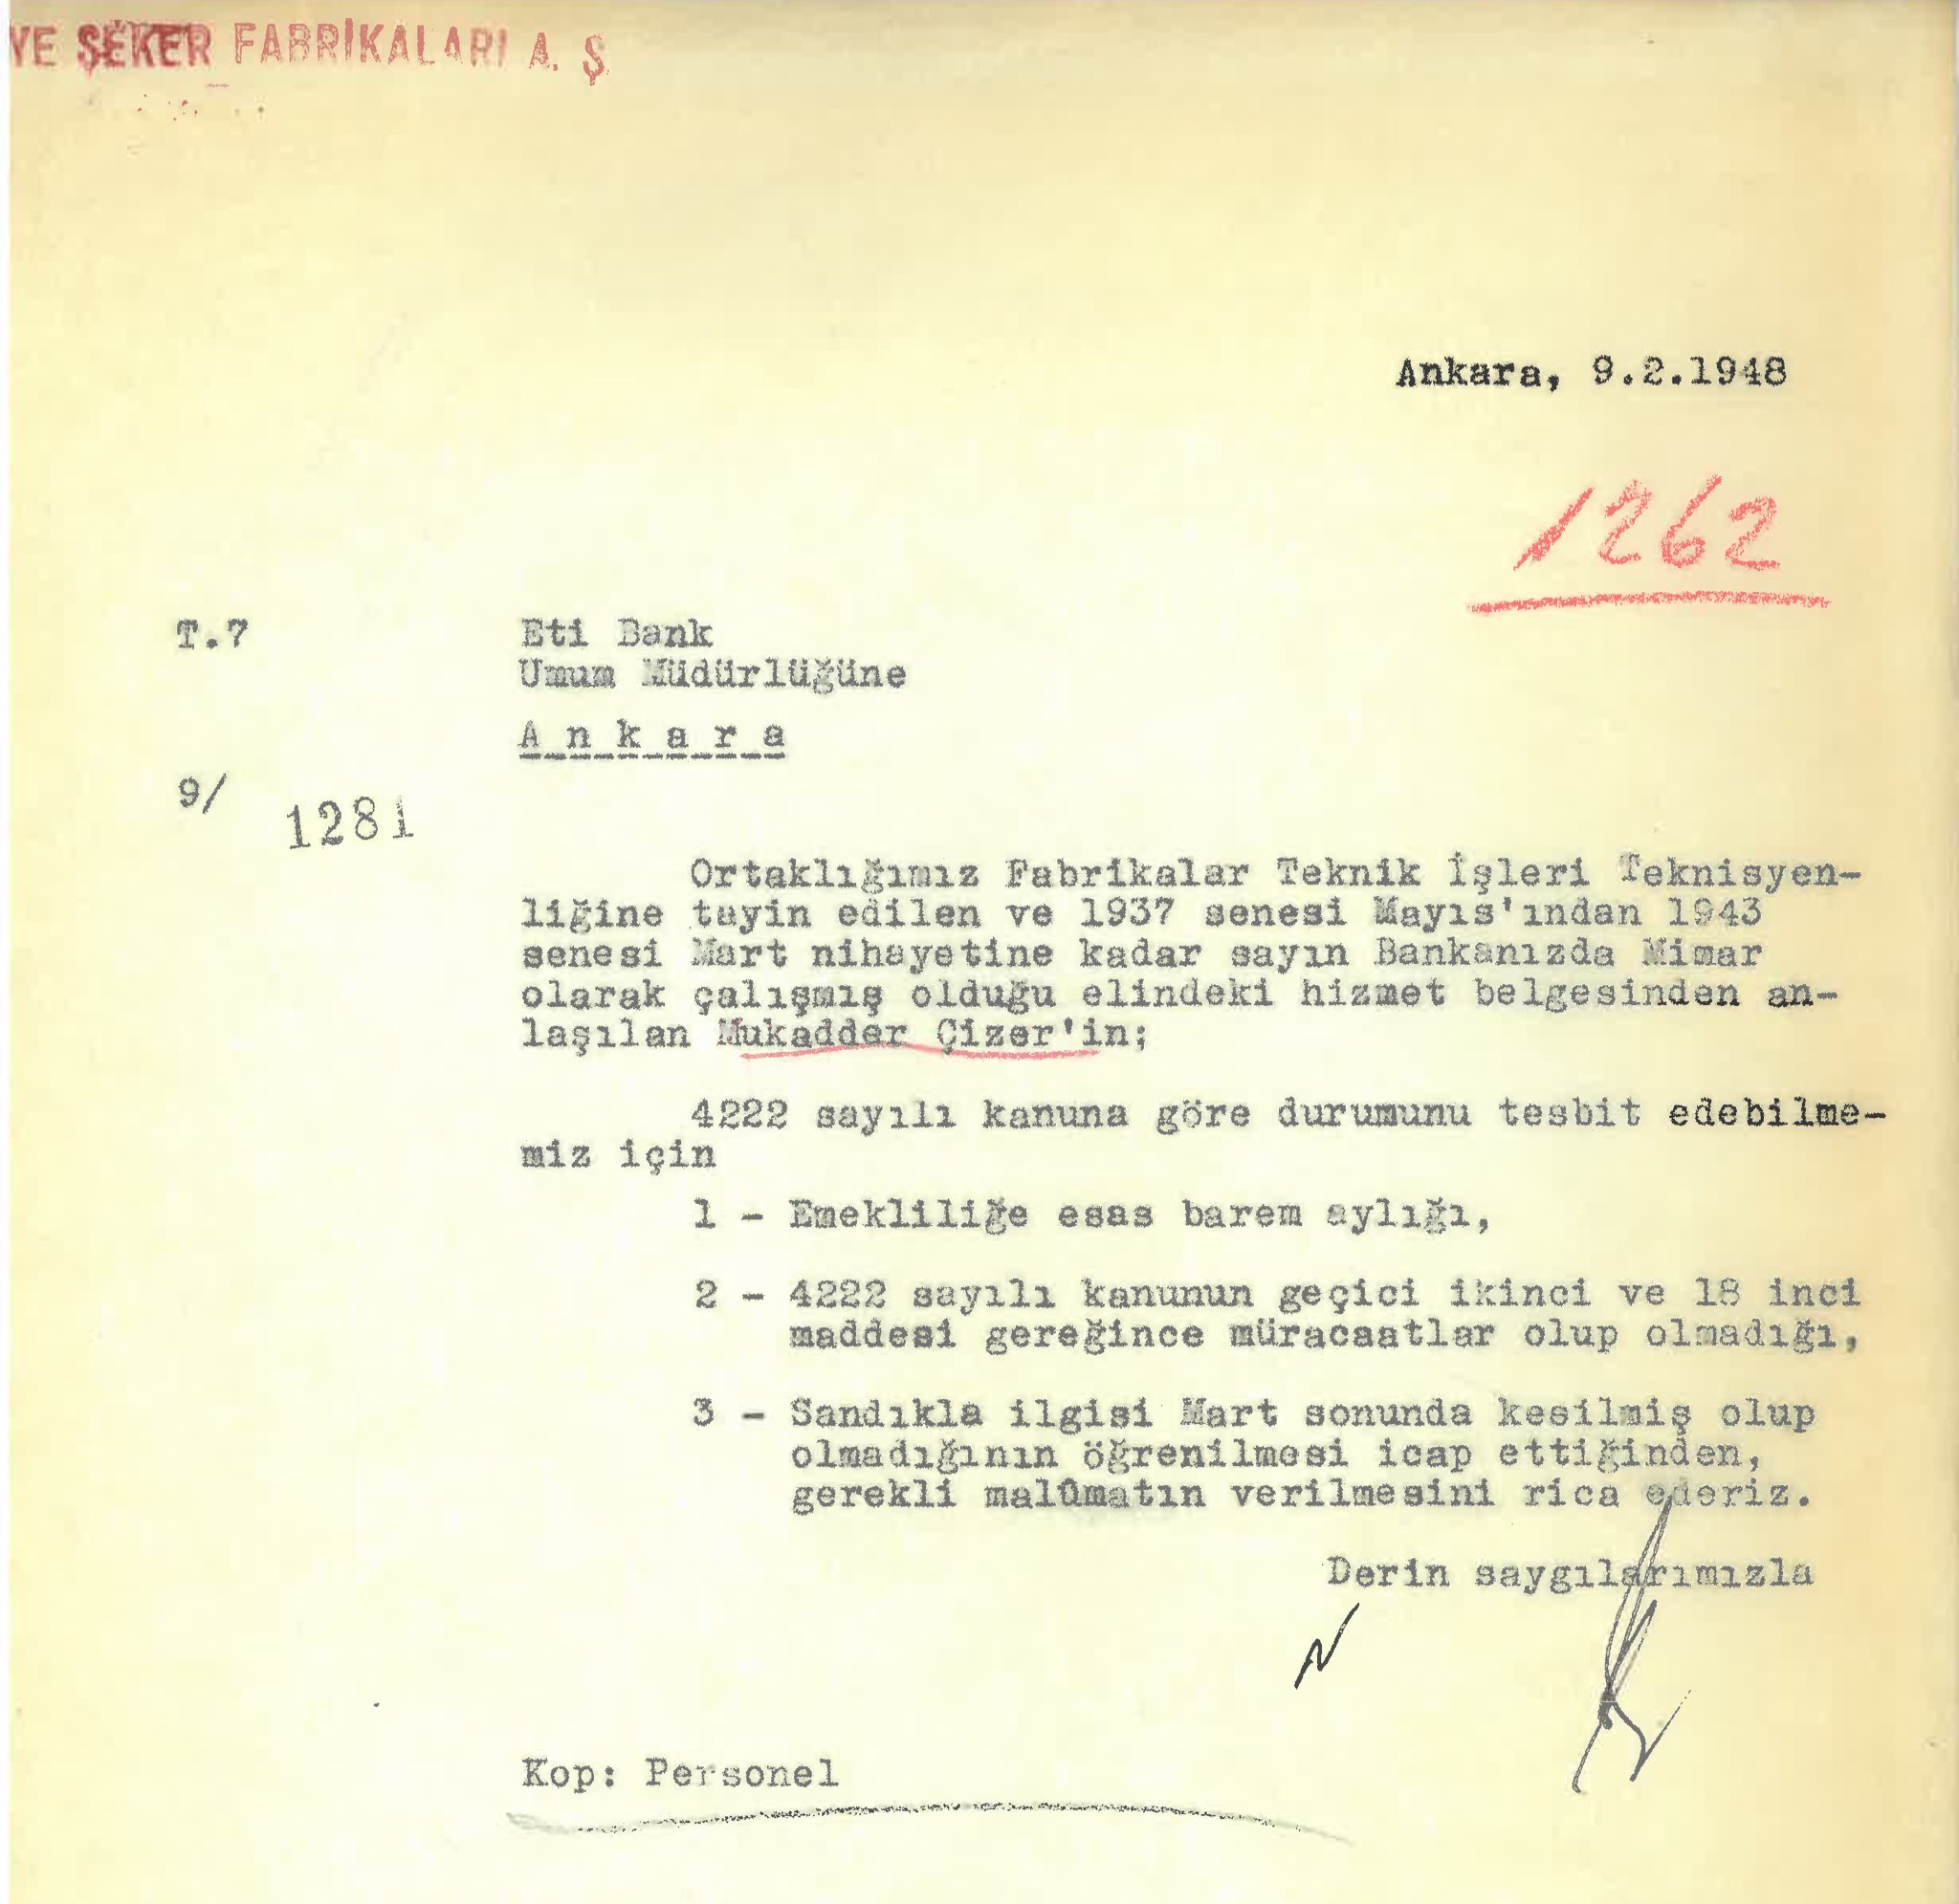 YE ŞEKER FABRİKALARI A. Ş
Ankara, 9.2.1948
1262
T.7
Eti Bank
Umum Müdürlüğüne
A n k a r a
9/
1281
Ortaklığımız Fabrikalar Teknik İşleri Teknisyen-
liğine tayin edilen ve 1937 senesi Mayıs'ından 1943
senesi Mart nihayetine kadar sayın Bankanızda Mimar
olarak çalışmış olduğu elindeki hizmet belgesinden an-
laşılan Mukadder Çizer'in;
4222 sayılı kanuna göre durumunu tesbit edebilme-
miz için
1 - Emekliliğe esas barem aylığı,
2 - 4222 sayılı kanunun geçici ikinci ve 18 inci
maddesi gereğince müracaatlar olup olmadığı,
3 - Sandıkla ilgisi Mart sonunda kesilmiş olup
olmadığının öğrenilmesi icap ettiğinden,
gerekli malûmatın verilmesini rica ederiz.
Derin saygılarımızla
Kop: Personel